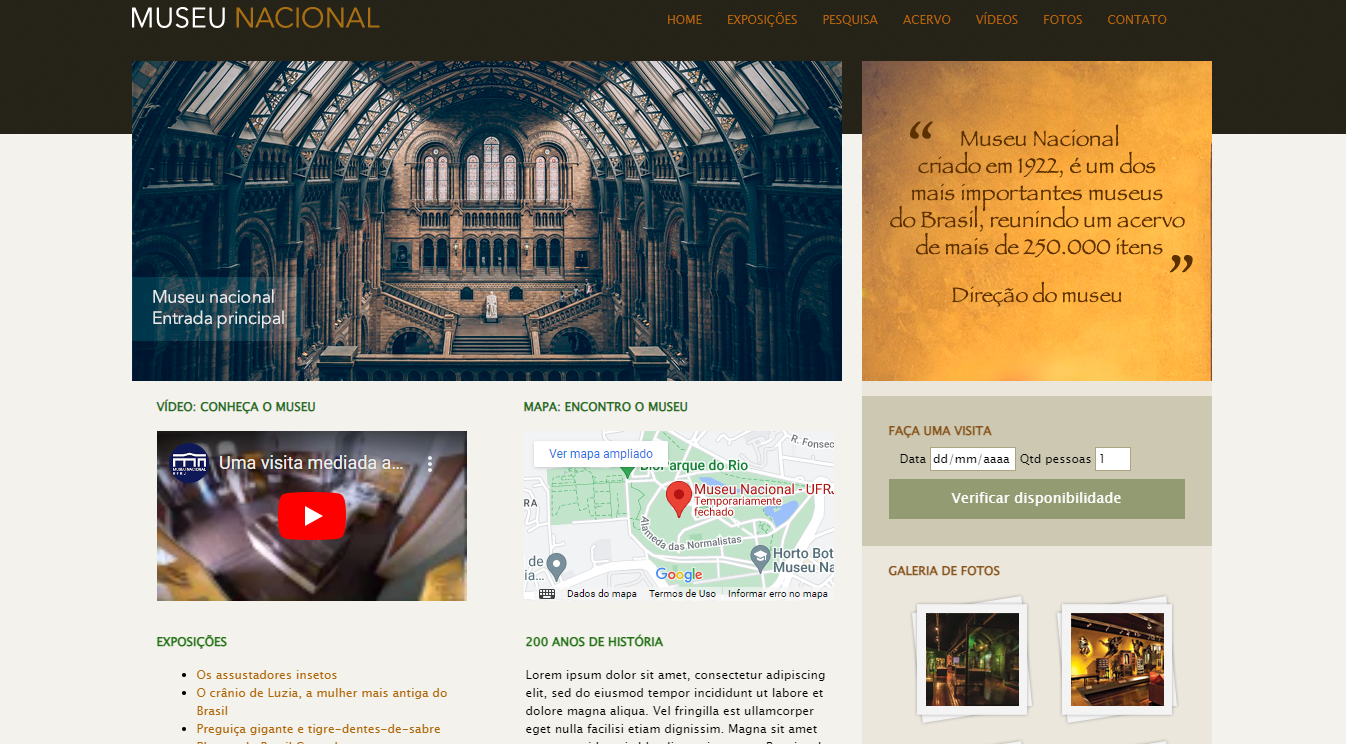 MUSEU NACIONAL
HOME EXPOSIÇÕES PESQUISA ACERVO VÍDEOS FOTOS CONTATO
Museu nacional
Entrada principal
“ Museu Nacional
criado em 1922, é um dos
mais importantes museus
do Brasil, reunindo um acervo
de mais de 250.000 itens ”
Direção do museu
VÍDEO: CONHEÇA O MUSEU
MUSEU NACIONAL
UFRJ
Uma visita mediada a...
MAPA: ENCONTRO O MUSEU
Ver mapa ampliado
R. Fonsec
BioParque do Rio
RA
Museu Nacional - UFRJ
Temporariamente
fechado
Alameda das Normalistas
de
ia...
Horto Bot
Museu Na
Google
Dados do mapa Termos de Uso Informar erro no mapa
FAÇA UMA VISITA
Data dd/mm/aaaa Qtd pessoas 1
Verificar disponibilidade
GALERIA DE FOTOS
EXPOSIÇÕES
Os assustadores insetos
O crânio de Luzia, a mulher mais antiga do
Brasil
Preguiça gigante e tigre-dentes-de-sabre
200 ANOS DE HISTÓRIA
Lorem ipsum dolor sit amet, consectetur adipiscing
elit, sed do eiusmod tempor incididunt ut labore et
dolore magna aliqua. Vel fringilla est ullamcorper
eget nulla facilisi etiam dignissim. Magna sit amet